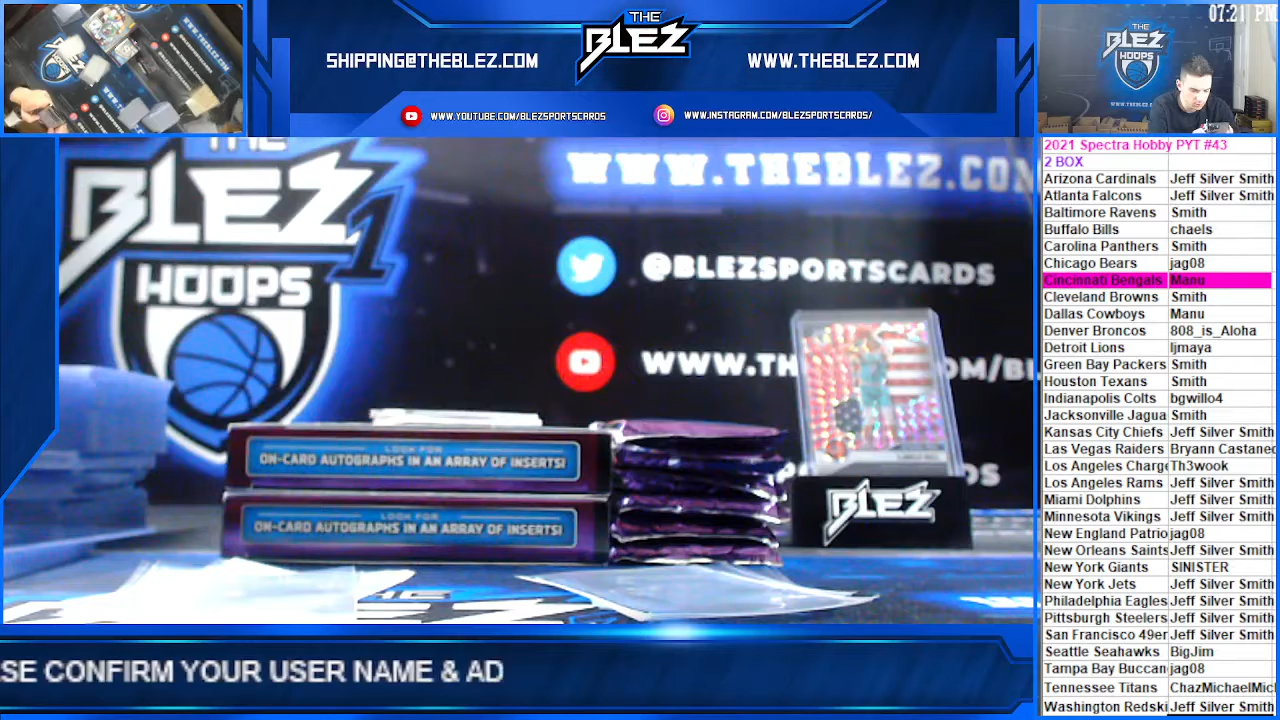 07:21 PM
THE
BLEZ
SHIPPING@THEBLEZ.COM
WWW.THEBLEZ.COM
WWW.YOUTUBE.COM/BLEZSPORTSCARDS
WWW.INSTAGRAM.COM/BLEZSPORTSCARDS/
THE
BLEZ
HOOPS
THE
BLEZ
1
HOOPS
WWW.THEBLEZ.CON
@BLEZSPORTSCARDS
WWW.TH
OM/B
LOOK FOR
ON-CARD AUTOGRAPHS IN AN ARRAY OF INSERTS!
LOOK FOR
ON-CARD AUTOGRAPHS IN AN ARRAY OF INSERTS!
BLEZ
SE CONFIRM YOUR USER NAME & AD
2021 Spectra Hobby PYT #43
2 BOX
Arizona Cardinals Jeff Silver Smith
Atlanta Falcons Jeff Silver Smith
Baltimore Ravens Smith
Buffalo Bills chaels
Carolina Panthers Smith
Chicago Bears jag08
Cincinnati Bengals Manu
Cleveland Browns Smith
Dallas Cowboys Manu
Denver Broncos 808_is_Aloha
Detroit Lions ljmaya
Green Bay Packers Smith
Houston Texans Smith
Indianapolis Colts bgwillo4
Jacksonville Jagua Smith
Kansas City Chiefs Jeff Silver Smith
Las Vegas Raiders Bryann Castaned
Los Angeles Charge Th3wook
Los Angeles Rams Jeff Silver Smith
Miami Dolphins Jeff Silver Smith
Minnesota Vikings Jeff Silver Smith
New England Patrio jag08
New Orleans Saints Jeff Silver Smith
New York Giants SINISTER
New York Jets Jeff Silver Smith
Philadelphia Eagles Jeff Silver Smith
Pittsburgh Steelers Jeff Silver Smith
San Francisco 49er Jeff Silver Smith
Seattle Seahawks BigJim
Tampa Bay Buccan jag08
Tennessee Titans ChazMichaelMich
Washington Redski Jeff Silver Smith